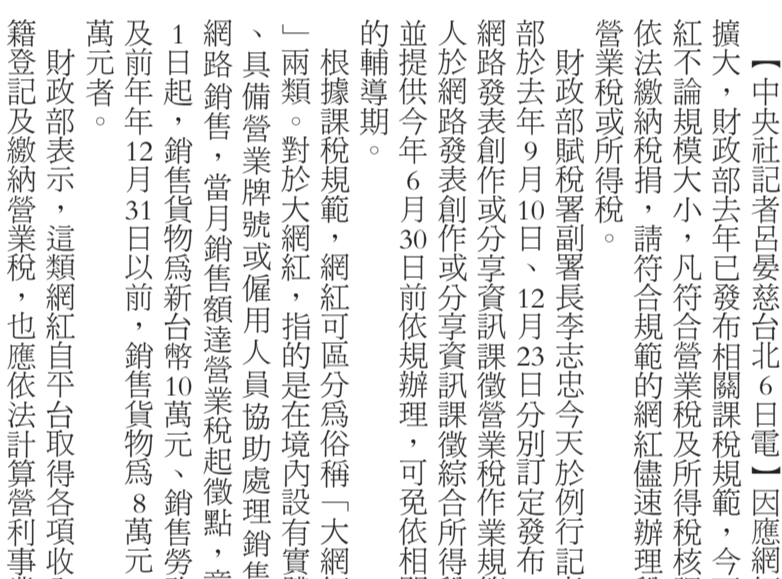 【中央社記者呂晏慈台北6日電】因應網
擴大，財政部去年已發布相關課稅規範，今
紅不論規模大小，凡符合營業稅及所得稅核
依法繳納稅捐，請符合規範的網紅儘速辦理
營業稅或所得稅。
財政部賦稅署副署長李志忠今天於例行記
部於去年9月10日、12月23日分別訂定發布
網路發表創作或分享資訊課徵營業稅作業規
人於網路發表創作或分享資訊課徵綜合所得
並提供今年6月30日前依規辦理，可免依相
的輔導期。
根據課稅規範，網紅可區分為俗稱「大網
」兩類。對於大網紅，指的是在境內設有實
、具備營業牌號或僱用人員協助處理銷售
網路銷售，當月銷售額達營業稅起徵點，
1日起，銷售貨物為新台幣10萬元、銷售勞
及前年年12月31日以前，銷售貨物為8萬元
萬元者。
財政部表示，這類網紅自平台取得各項收
籍登記及繳納營業稅，也應依法計算營利事